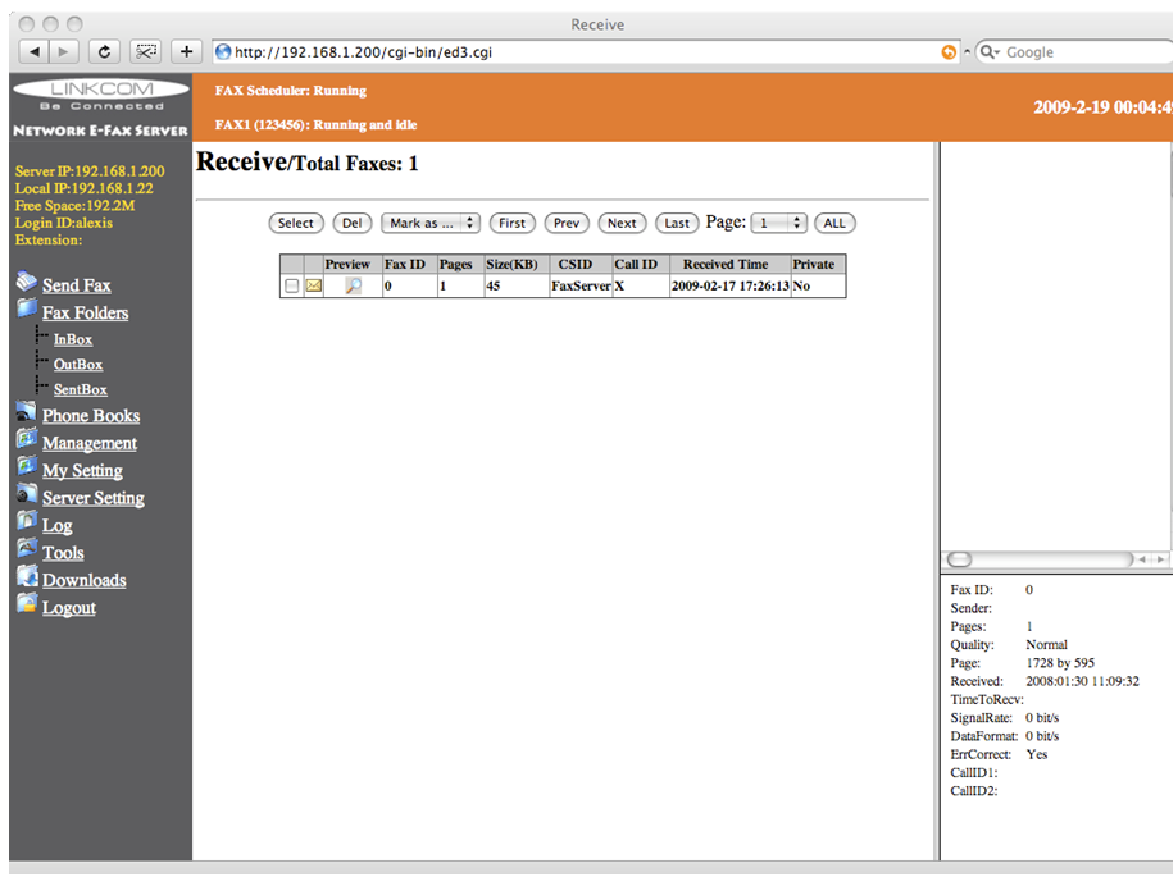 Receive
http://192.168.1.200/cgi-bin/ed3.cgi
Google
LINKCOM
Be Connected
NETWORK E-FAX SERVER
FAX Scheduler: Running
FAX1 (123456): Running and Idle
2009-2-19 00:04:49
Server IP:192.168.1.200
Local IP:192.168.1.22
Free Space:192.2M
Login ID:alexis
Extension:
Send Fax
Fax Folders
InBox
OutBox
SentBox
Phone Books
Management
My Setting
Server Setting
Log
Tools
Downloads
Logout
Receive/Total Faxes: 1
Select Del Mark as ... First Prev Next Last Page: 1 ALL
Preview Fax ID Pages Size(KB) CSID Call ID Received Time Private
0 1 45 FaxServer X 2009-02-17 17:26:13 No
Fax ID: 0
Sender:
Pages: 1
Quality: Normal
Page: 1728 by 595
Received: 2008:01:30 11:09:32
TimeToRecv:
SignalRate: 0 bit/s
DataFormat: 0 bit/s
ErrCorrect: Yes
CallID1:
CallID2: